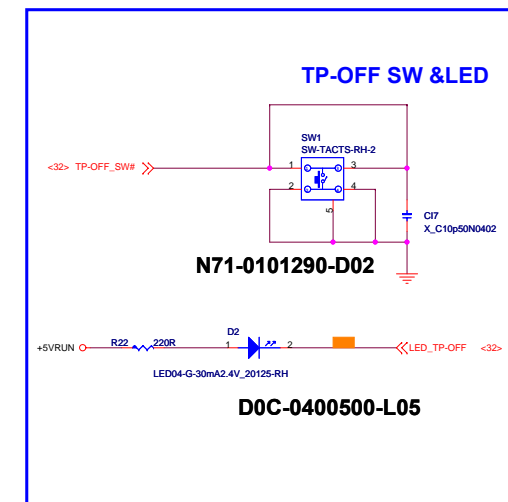 TP-OFF SW &LED
SW1
SW-TACTS-RH-2
<32> TP-OFF_SW#
1
3
2
4
5
CI7
X_C10p50N0402
N71-0101290-D02
+5VRUN
R22
220R
D2
1
2
LED_TP-OFF <32>
LED04-G-30mA2.4V_20125-RH
D0C-0400500-L05